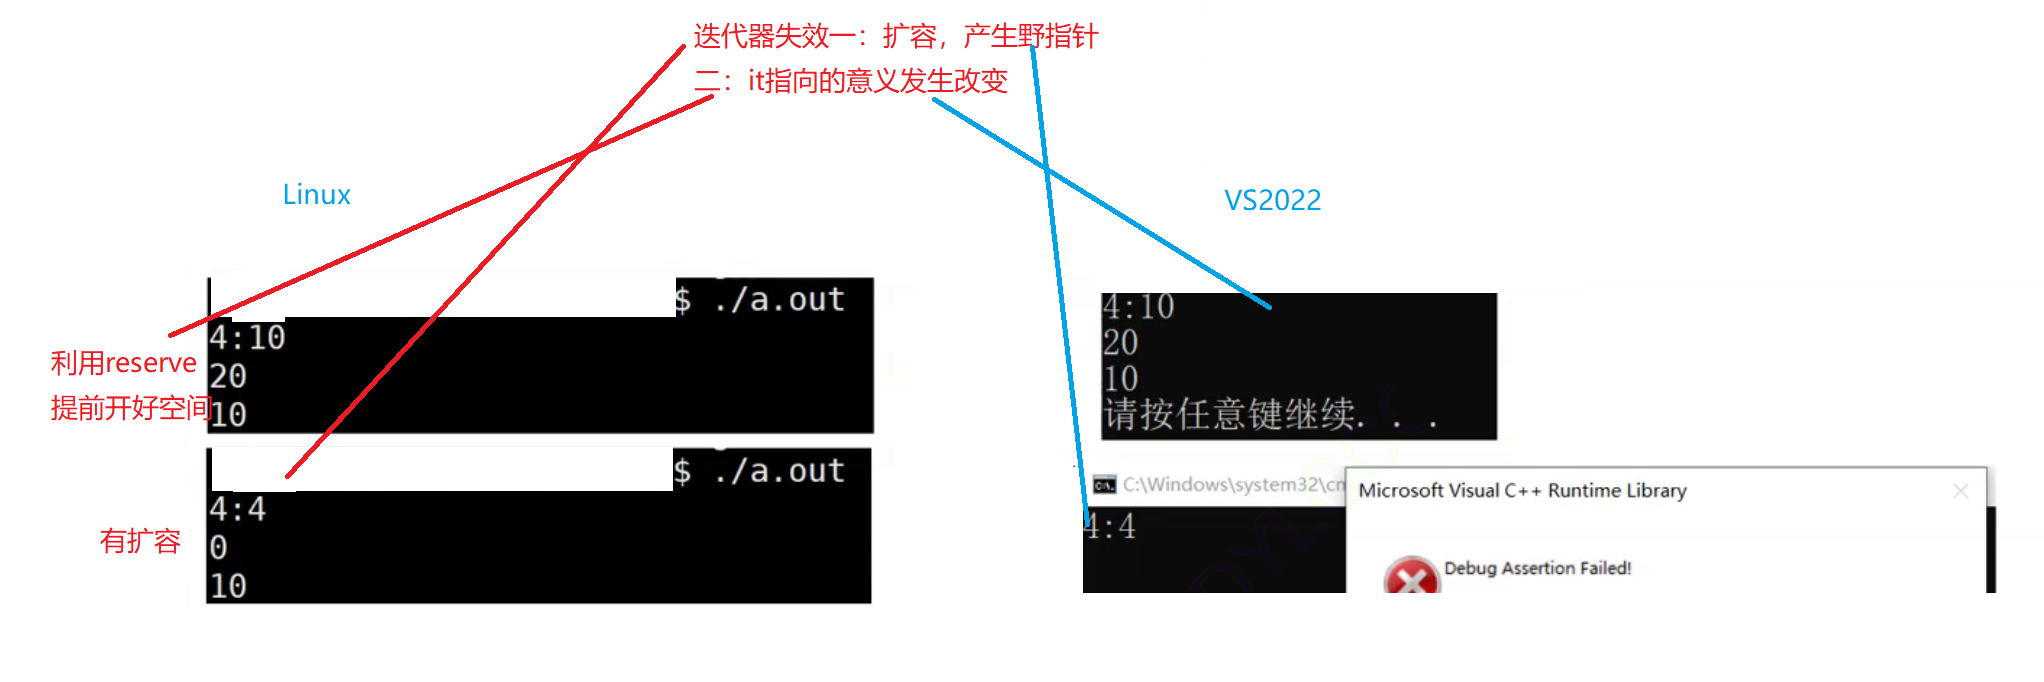 迭代器失效一：扩容，产生野指针
二：it指向的意义发生改变
Linux
VS2022
$ ./a.out
4:10
20
10
利用reserve
提前开好空间
4:10
20
10
请按任意键继续. . .
$ ./a.out
4:4
0
10
有扩容
C:\Windows\system32\cm
4:4
Microsoft Visual C++ Runtime Library
Debug Assertion Failed!